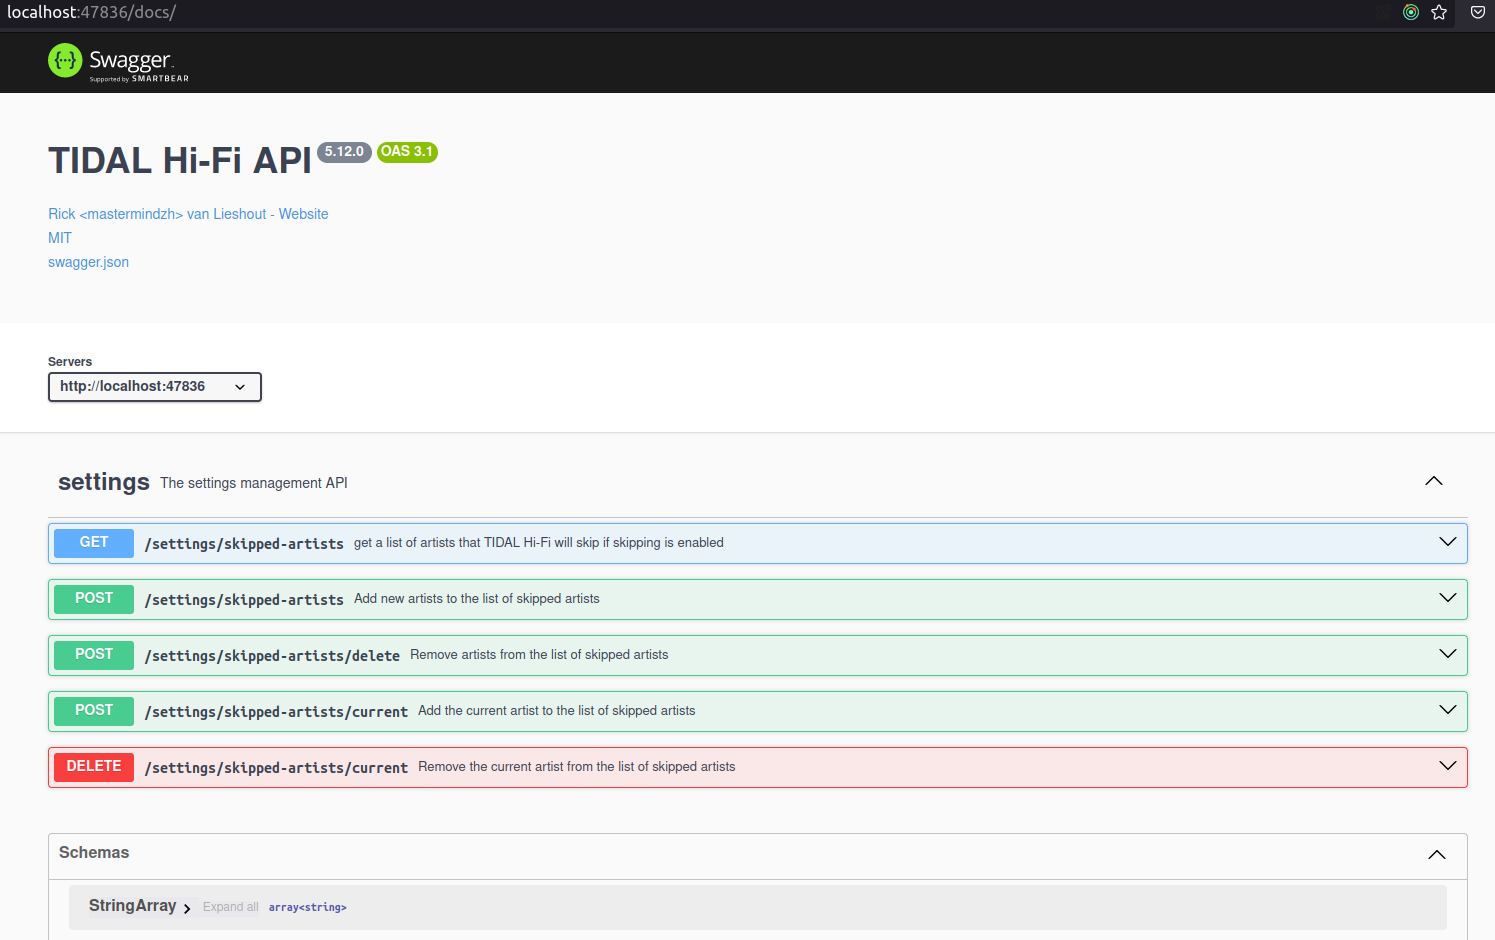 localhost:47836/docs/
Swagger
Supported by SMARTBEAR
TIDAL Hi-Fi API 5.12.0 OAS 3.1
Rick <mastermindzh> van Lieshout - Website
MIT
swagger.json
Servers
http://localhost:47836
settings The settings management API
GET /settings/skipped-artists get a list of artists that TIDAL Hi-Fi will skip if skipping is enabled
POST /settings/skipped-artists Add new artists to the list of skipped artists
POST /settings/skipped-artists/delete Remove artists from the list of skipped artists
POST /settings/skipped-artists/current Add the current artist to the list of skipped artists
DELETE /settings/skipped-artists/current Remove the current artist from the list of skipped artists
Schemas
StringArray Expand all array<string>